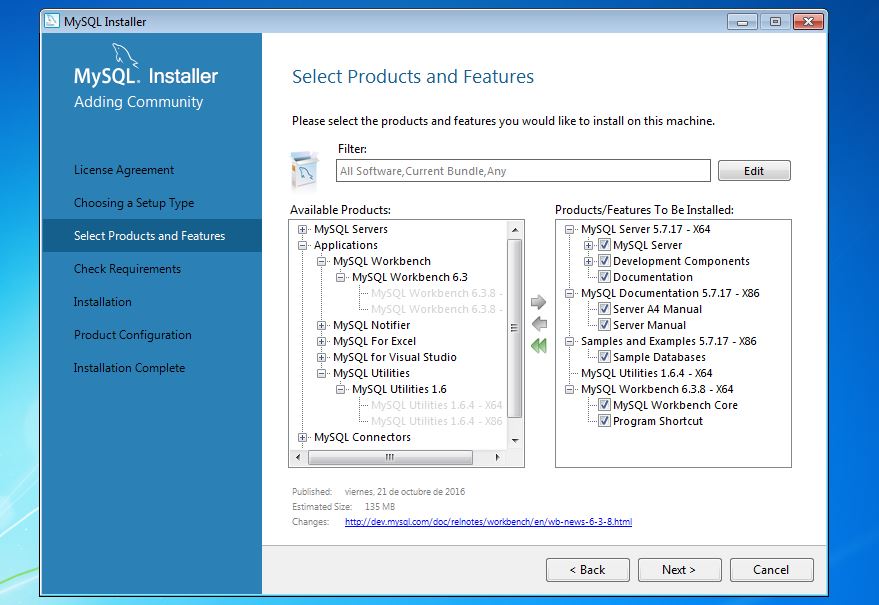 MySQL Installer
MySQL. Installer
Adding Community
License Agreement
Choosing a Setup Type
Select Products and Features
Check Requirements
Installation
Product Configuration
Installation Complete
Select Products and Features
Please select the products and features you would like to install on this machine.
Filter:
All Software,Current Bundle,Any
Edit
Available Products:
MySQL Servers
Applications
MySQL Workbench
MySQL Workbench 6.3
MySQL Workbench 6.3.8 -
MySQL Workbench 6.3.8 -
MySQL Notifier
MySQL For Excel
MySQL for Visual Studio
MySQL Utilities
MySQL Utilities 1.6
MySQL Utilities 1.6.4 - X64
MySQL Utilities 1.6.4 - X86
MySQL Connectors
Products/Features To Be Installed:
MySQL Server 5.7.17 - X64
MySQL Server
Development Components
Documentation
MySQL Documentation 5.7.17 - X86
Server A4 Manual
Server Manual
Samples and Examples 5.7.17 - X86
Sample Databases
MySQL Utilities 1.6.4 - X64
MySQL Workbench 6.3.8 - X64
MySQL Workbench Core
Program Shortcut
Published: viernes, 21 de octubre de 2016
Estimated Size: 135 MB
Changes: http://dev.mysql.com/doc/relnotes/workbench/en/wb-news-6-3-8.html
< Back
Next >
Cancel